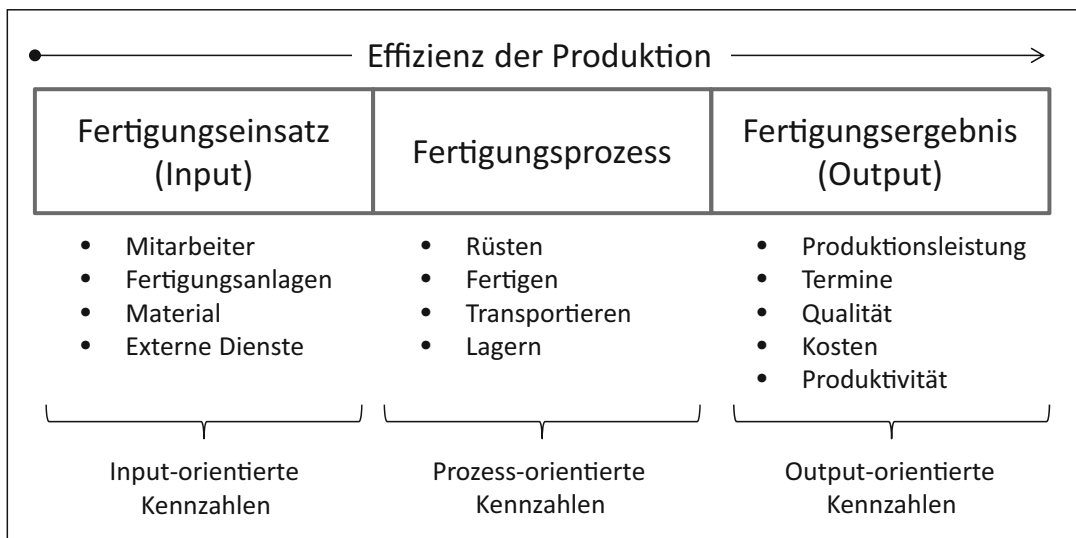 Effizienz der Produktion
Fertigungseinsatz
(Input)
Fertigungsprozess
Fertigungsergebnis
(Output)
• Mitarbeiter
• Fertigungsanlagen
• Material
• Externe Dienste
• Rüsten
• Fertigen
• Transportieren
• Lagern
• Produktionsleistung
• Termine
• Qualität
• Kosten
• Produktivität
Input-orientierte
Kennzahlen
Prozess-orientierte
Kennzahlen
Output-orientierte
Kennzahlen